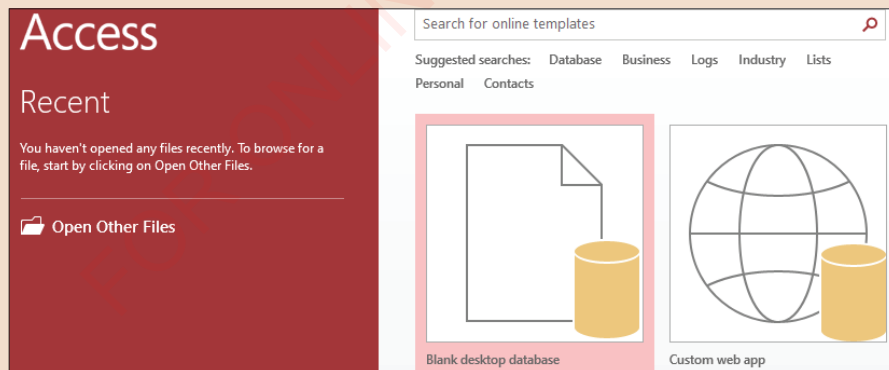 Access
Recent
You haven't opened any files recently. To browse for a
file, start by clicking on Open Other Files.
Open Other Files
Search for online templates
Suggested searches: Database Business Logs Industry Lists
Personal Contacts
Blank desktop database
Custom web app
FOR ONLIN